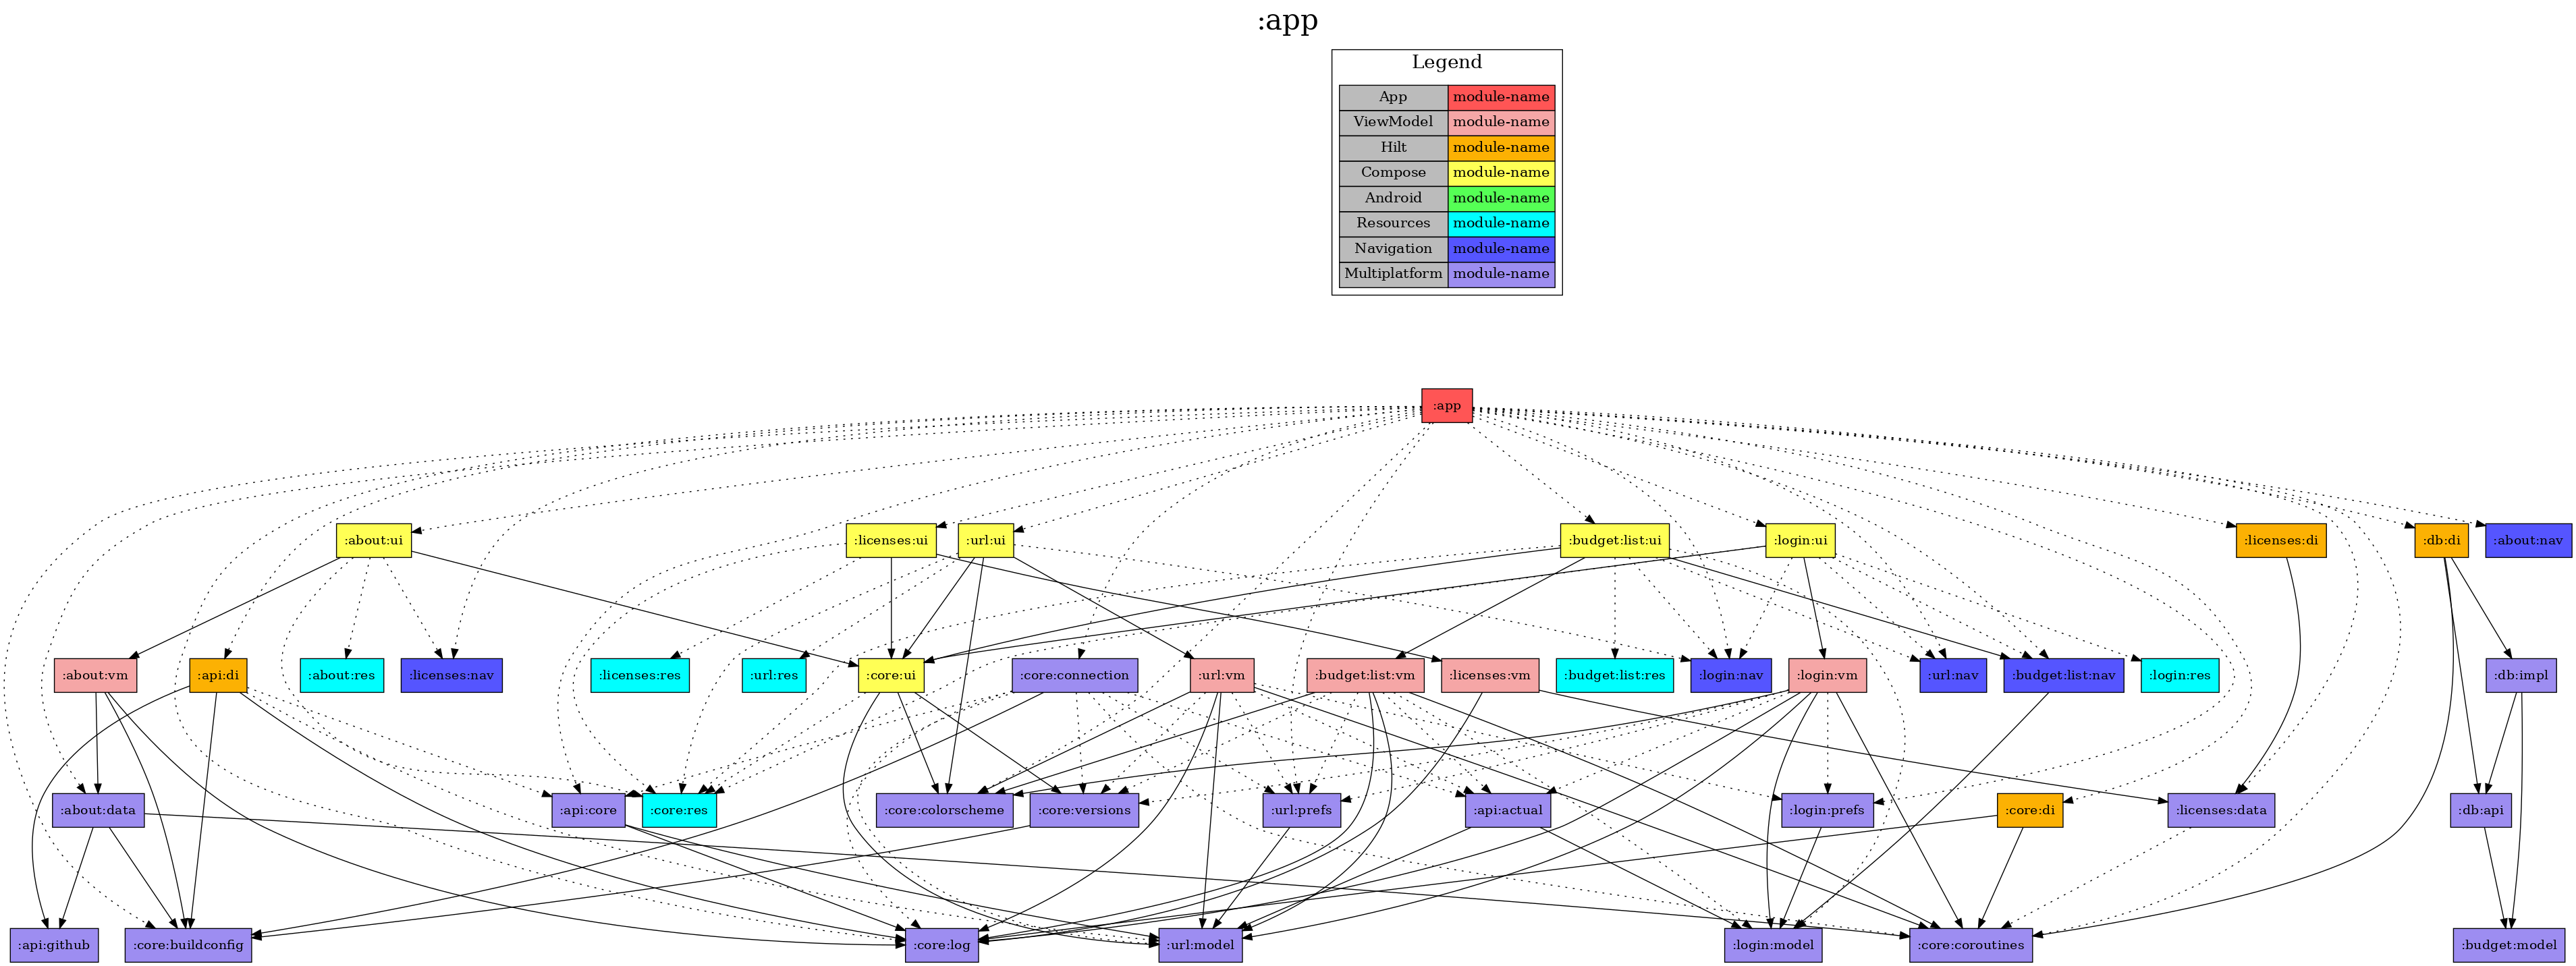 :app
Legend
App module-name
ViewModel module-name
Hilt module-name
Compose module-name
Android module-name
Resources module-name
Navigation module-name
Multiplatform module-name
:app
:about:ui :licenses:ui :url:ui :budget:list:ui :login:ui :licenses:di :db:di :about:nav
:about:vm :api:di :about:res :licenses:nav :licenses:res :url:res :core:ui :core:connection :url:vm :budget:list:vm :licenses:vm :budget:list:res :login:nav :login:vm :url:nav :budget:list:nav :login:res :db:impl
:about:data :api:core :core:res :core:colorscheme :core:versions :url:prefs :api:actual :login:prefs :core:di :licenses:data :db:api
:api:github :core:buildconfig :core:log :url:model :login:model :core:coroutines :budget:model